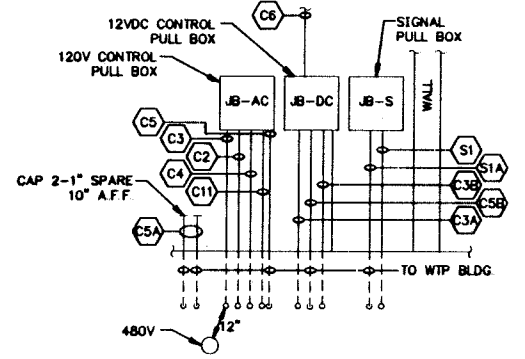 C6
12VDC CONTROL
PULL BOX
SIGNAL
PULL BOX
120V CONTROL
PULL BOX
JB-AC
JB-DC
JB-S
WALL
C5
C3
C2
C4
C11
S1
S1A
C3B
C5B
C3A
CAP 2-1" SPARE
10" A.F.F.
C5A
TO WTP BLDG.
12"
480V